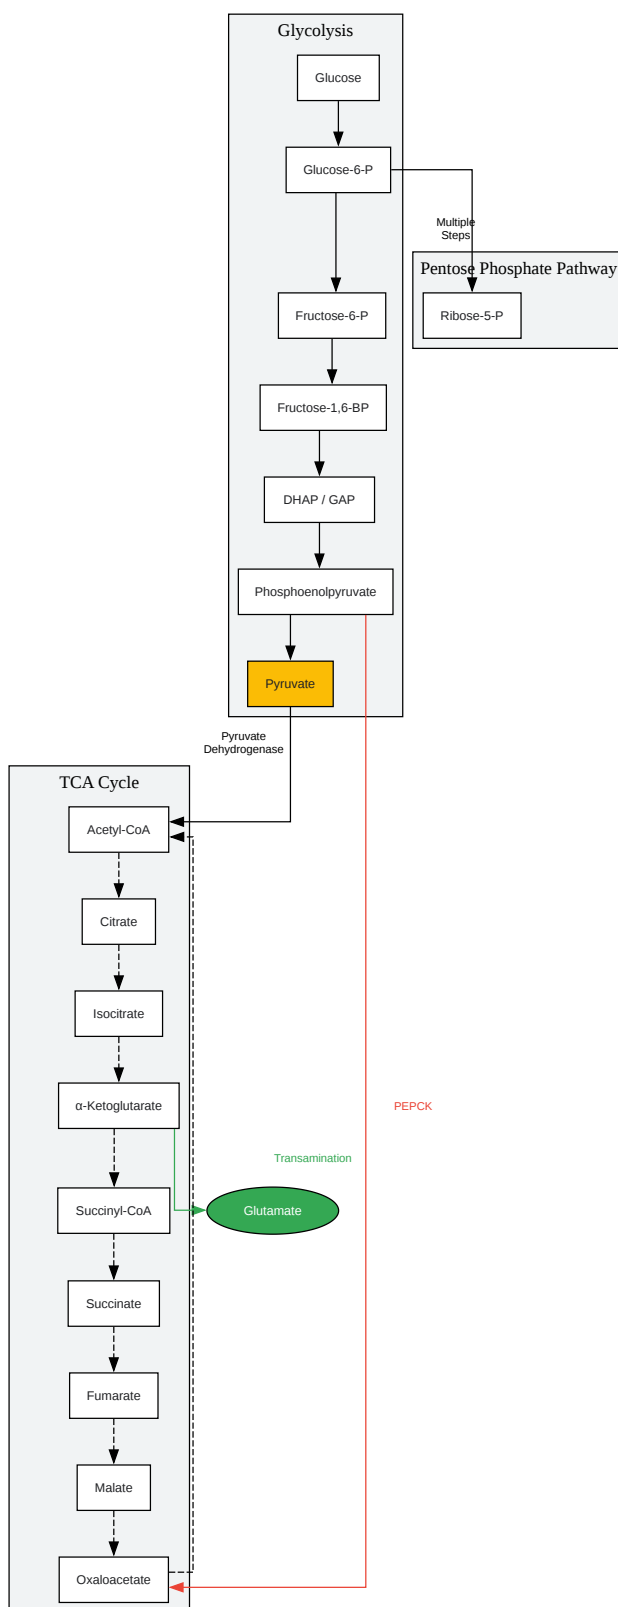 Glycolysis
Glucose
Glucose-6-P
Multiple
Steps
Pentose Phosphate Pathway
Fructose-6-P
Ribose-5-P
Fructose-1,6-BP
DHAP / GAP
Phosphoenolpyruvate
Pyruvate
Pyruvate
Dehydrogenase
TCA Cycle
Acetyl-CoA
Citrate
Isocitrate
α-Ketoglutarate
PEPCK
Transamination
Succinyl-CoA
Glutamate
Succinate
Fumarate
Malate
Oxaloacetate